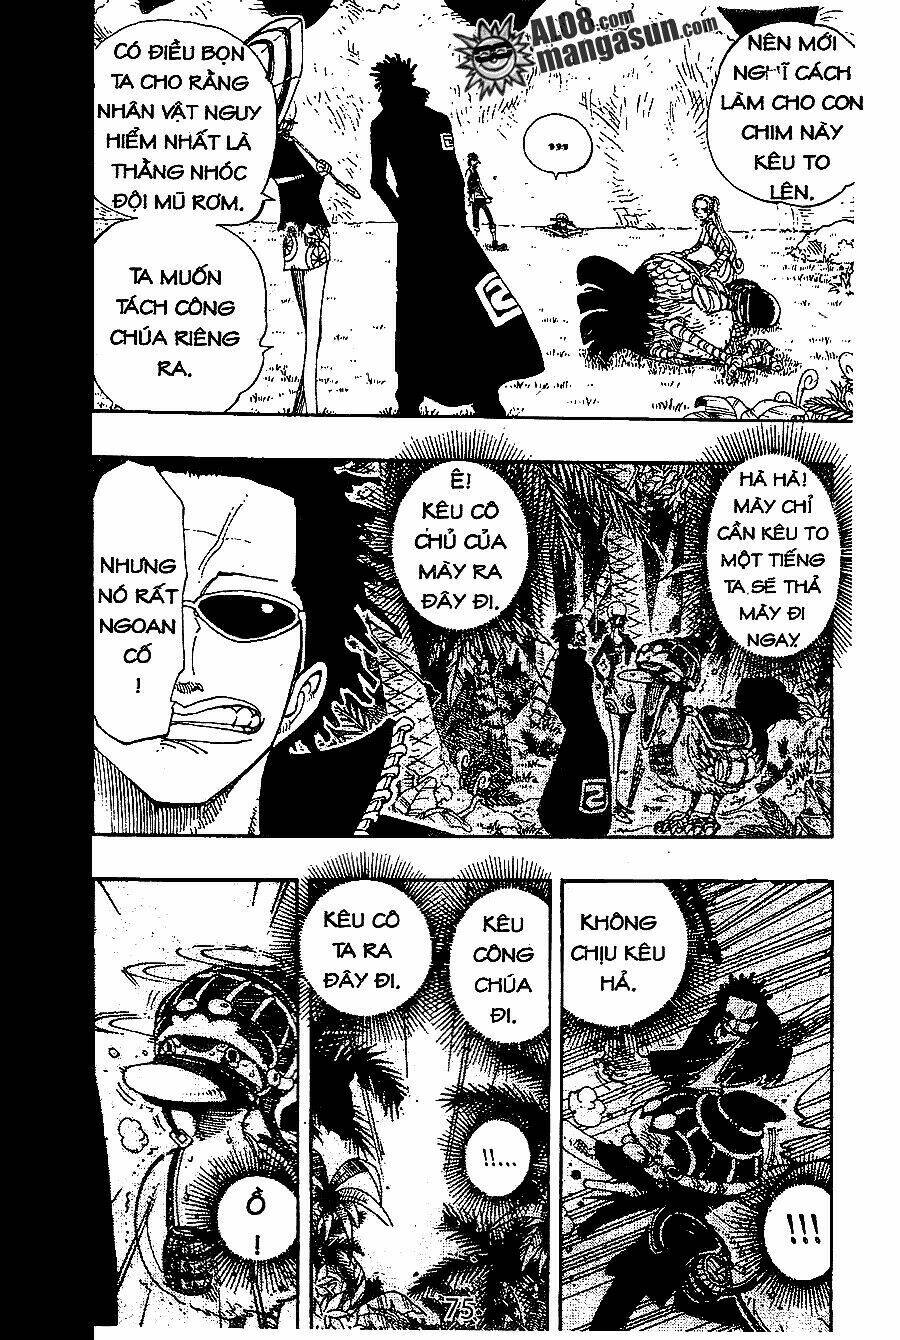 AL08.com
mangasun.com
NÊN MỚI
NGHĨ CÁCH
LÀM CHO CON
CHIM NÀY
KÊU TO
LÊN.
,,,
CÓ ĐIỀU BỌN
TA CHO RẰNG
NHÂN VẬT NGUY
HIỂM NHẤT LÀ
THẰNG NHÓC
ĐỘI MŨ RƠM.
TA MUỐN
TÁCH CÔNG
CHÚA RIÊNG
RA.
HÀ HÀ!
MÀY CHỈ
CẦN KÊU TO
MỘT TIẾNG
TA SẼ THẢ
MÀY ĐI
NGAY.
Ê!
KÊU CÔ
CHỦ CỦA
MÀY RA
ĐÂY ĐI.
NHƯNG
NÓ RẤT
NGOAN
CỐ
!
KHÔNG
CHỊU KÊU
HẢ.
!!!
KÊU
CÔNG
CHÚA
ĐI.
KÊU CÔ
TA RA
ĐÂY ĐI.
!!...
Ồ
!
75